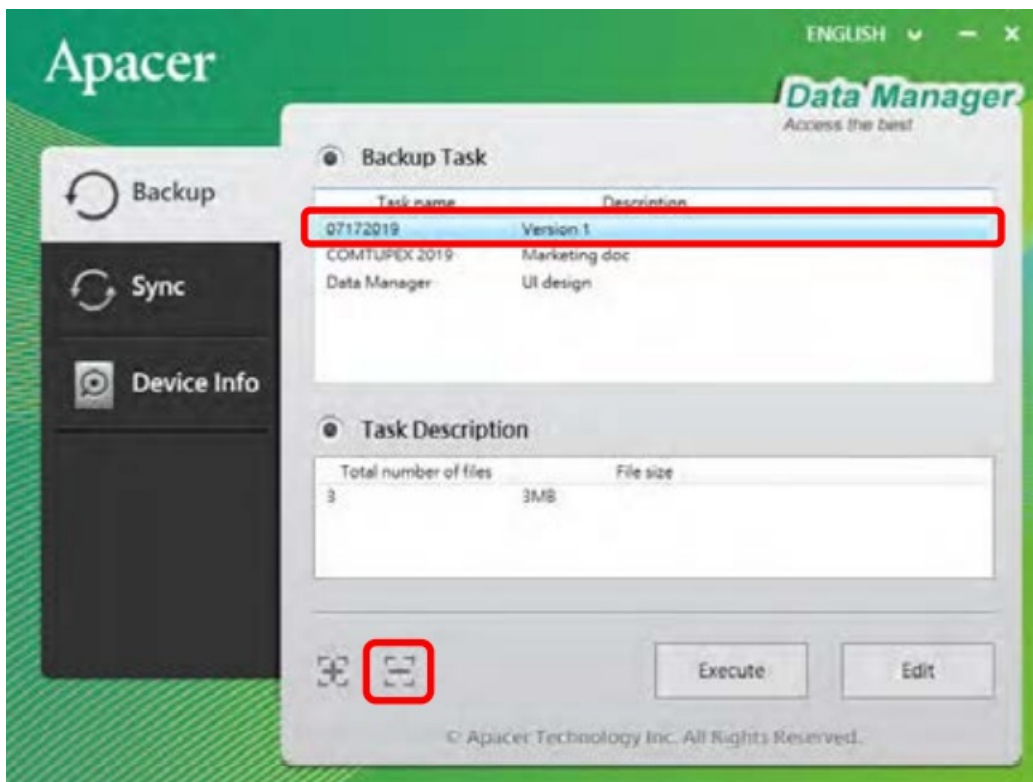 ENGLISH
Apacer
Data Manager
Access the best
Backup
Sync
Device Info
Backup Task
Task name Description
07172019 Version 1
COMTUPEX 2019 Marketing doc
Data Manager UI design
Task Description
Total number of files File size
3 3MB
Execute Edit
© Apacer Technology Inc. All Rights Reserved.